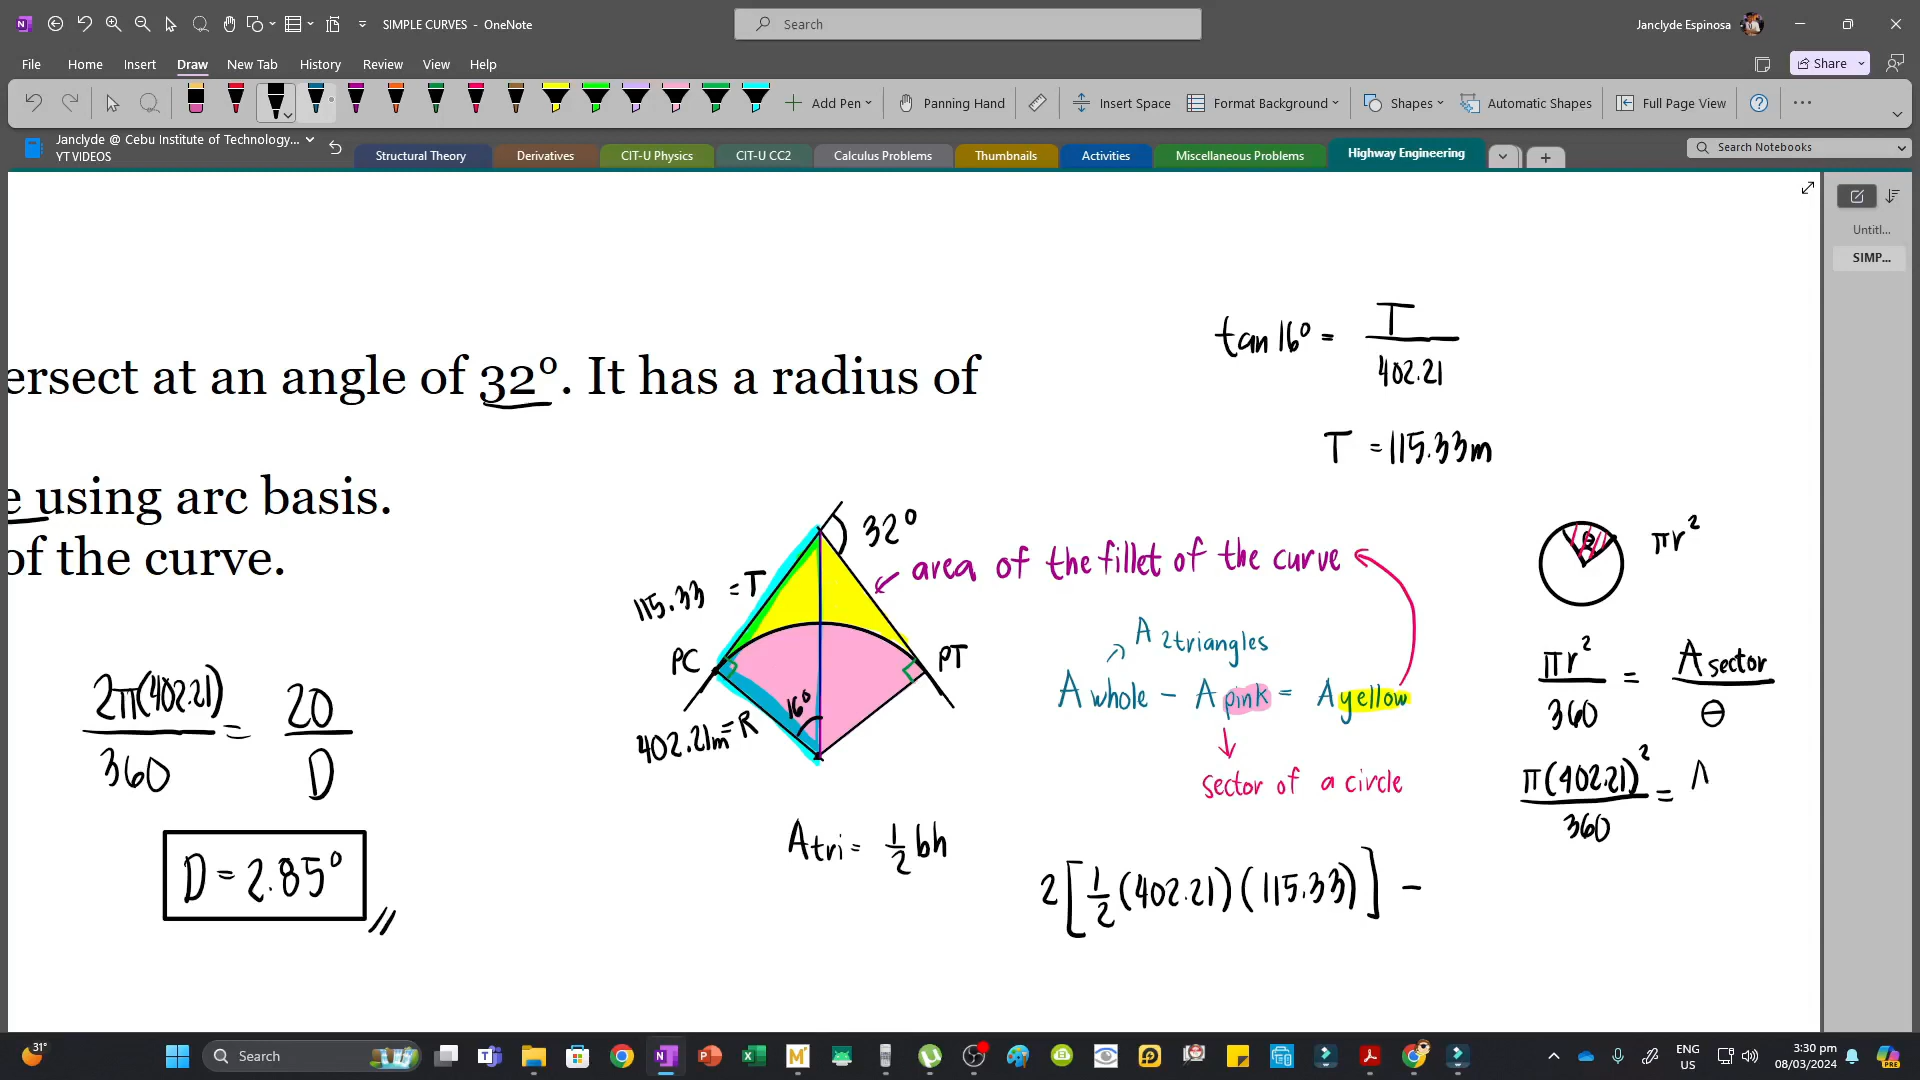 SIMPLE CURVES - OneNote
Search
Janclyde Espinosa
File Home Insert Draw New Tab History Review View Help
Share
Add Pen
Panning Hand
Insert Space
Format Background
Shapes
Automatic Shapes
Full Page View
Janclyde @ Cebu Institute of Technology...
YT VIDEOS
Structural Theory
Derivatives
CIT-U Physics
CIT-U CC2
Calculus Problems
Thumbnails
Activities
Miscellaneous Problems
Highway Engineering
Search Notebooks
Untitl...
SIMP...
ersect at an angle of 32°. It has a radius of
e using arc basis.
of the curve.
tan 16° = T / 402.21
T = 115.33m
2π(402.21) / 360 = 20 / D
D = 2.85°
32°
115.33 = T
PC
PT
402.21m = R
16°
area of the fillet of the curve
A 2triangles
A whole - A pink = A yellow
sector of a circle
A tri = 1/2 bh
2[1/2 (402.21)(115.33)] -
θ
πr²
πr² / 360 = A sector / θ
π(402.21)² / 360 =
31°
Search
ENG
US
3:30 pm
08/03/2024